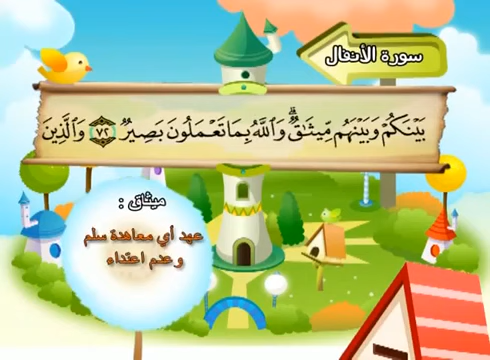 سورة الأنفال
بَيْنَكُمْ وَبَيْنَهُم مِّيثَـٰقٌ ۗ وَٱللَّهُ بِمَا تَعْمَلُونَ بَصِيرٌ ﴿٧٢﴾ وَٱلَّذِينَ
ميثاق :
عهد أي معاهدة سلم
وعدم اعتداء